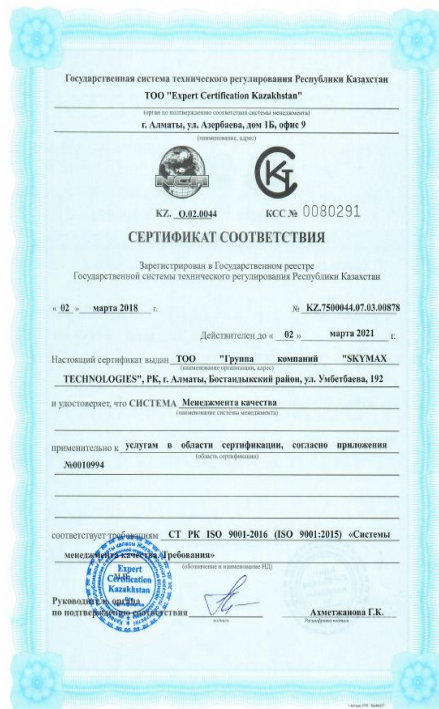 Государственная система технического регулирования Республики Казахстан
ТОО "Expert Certification Kazakhstan"
(орган по подтверждению соответствия системы менеджмента)
г. Алматы, ул. Азербаева, дом 1Б, офис 9
(наименование, адрес)
KZ. О.02.0044
КСС № 0080291
СЕРТИФИКАТ СООТВЕТСТВИЯ
Зарегистрирован в Государственном реестре
Государственной системы технического регулирования Республики Казахстан
« 02 » марта 2018 г. № KZ.7500044.07.03.00878
Действителен до « 02 » марта 2021 г.
Настоящий сертификат выдан ТОО "Группа компаний "SKYMAX
(наименование организации, адрес)
TECHNOLOGIES", РК, г. Алматы, Бостандыкский район, ул. Умбетбаева, 192
и удостоверяет, что СИСТЕМА Менеджмента качества
(наименование системы менеджмента)
применительно к услугам в области сертификации, согласно приложения
(область сертификации)
№0010994
соответствует требованиям СТ РК ISO 9001-2016 (ISO 9001:2015) «Системы
менеджмента качества. Требования»
(обозначение и наименование НД)
Expert
Certification
Kazakhstan
Руководитель органа
по подтверждению соответствия
Ахметжанова Г.К.
подпись
Расшифровка подписи